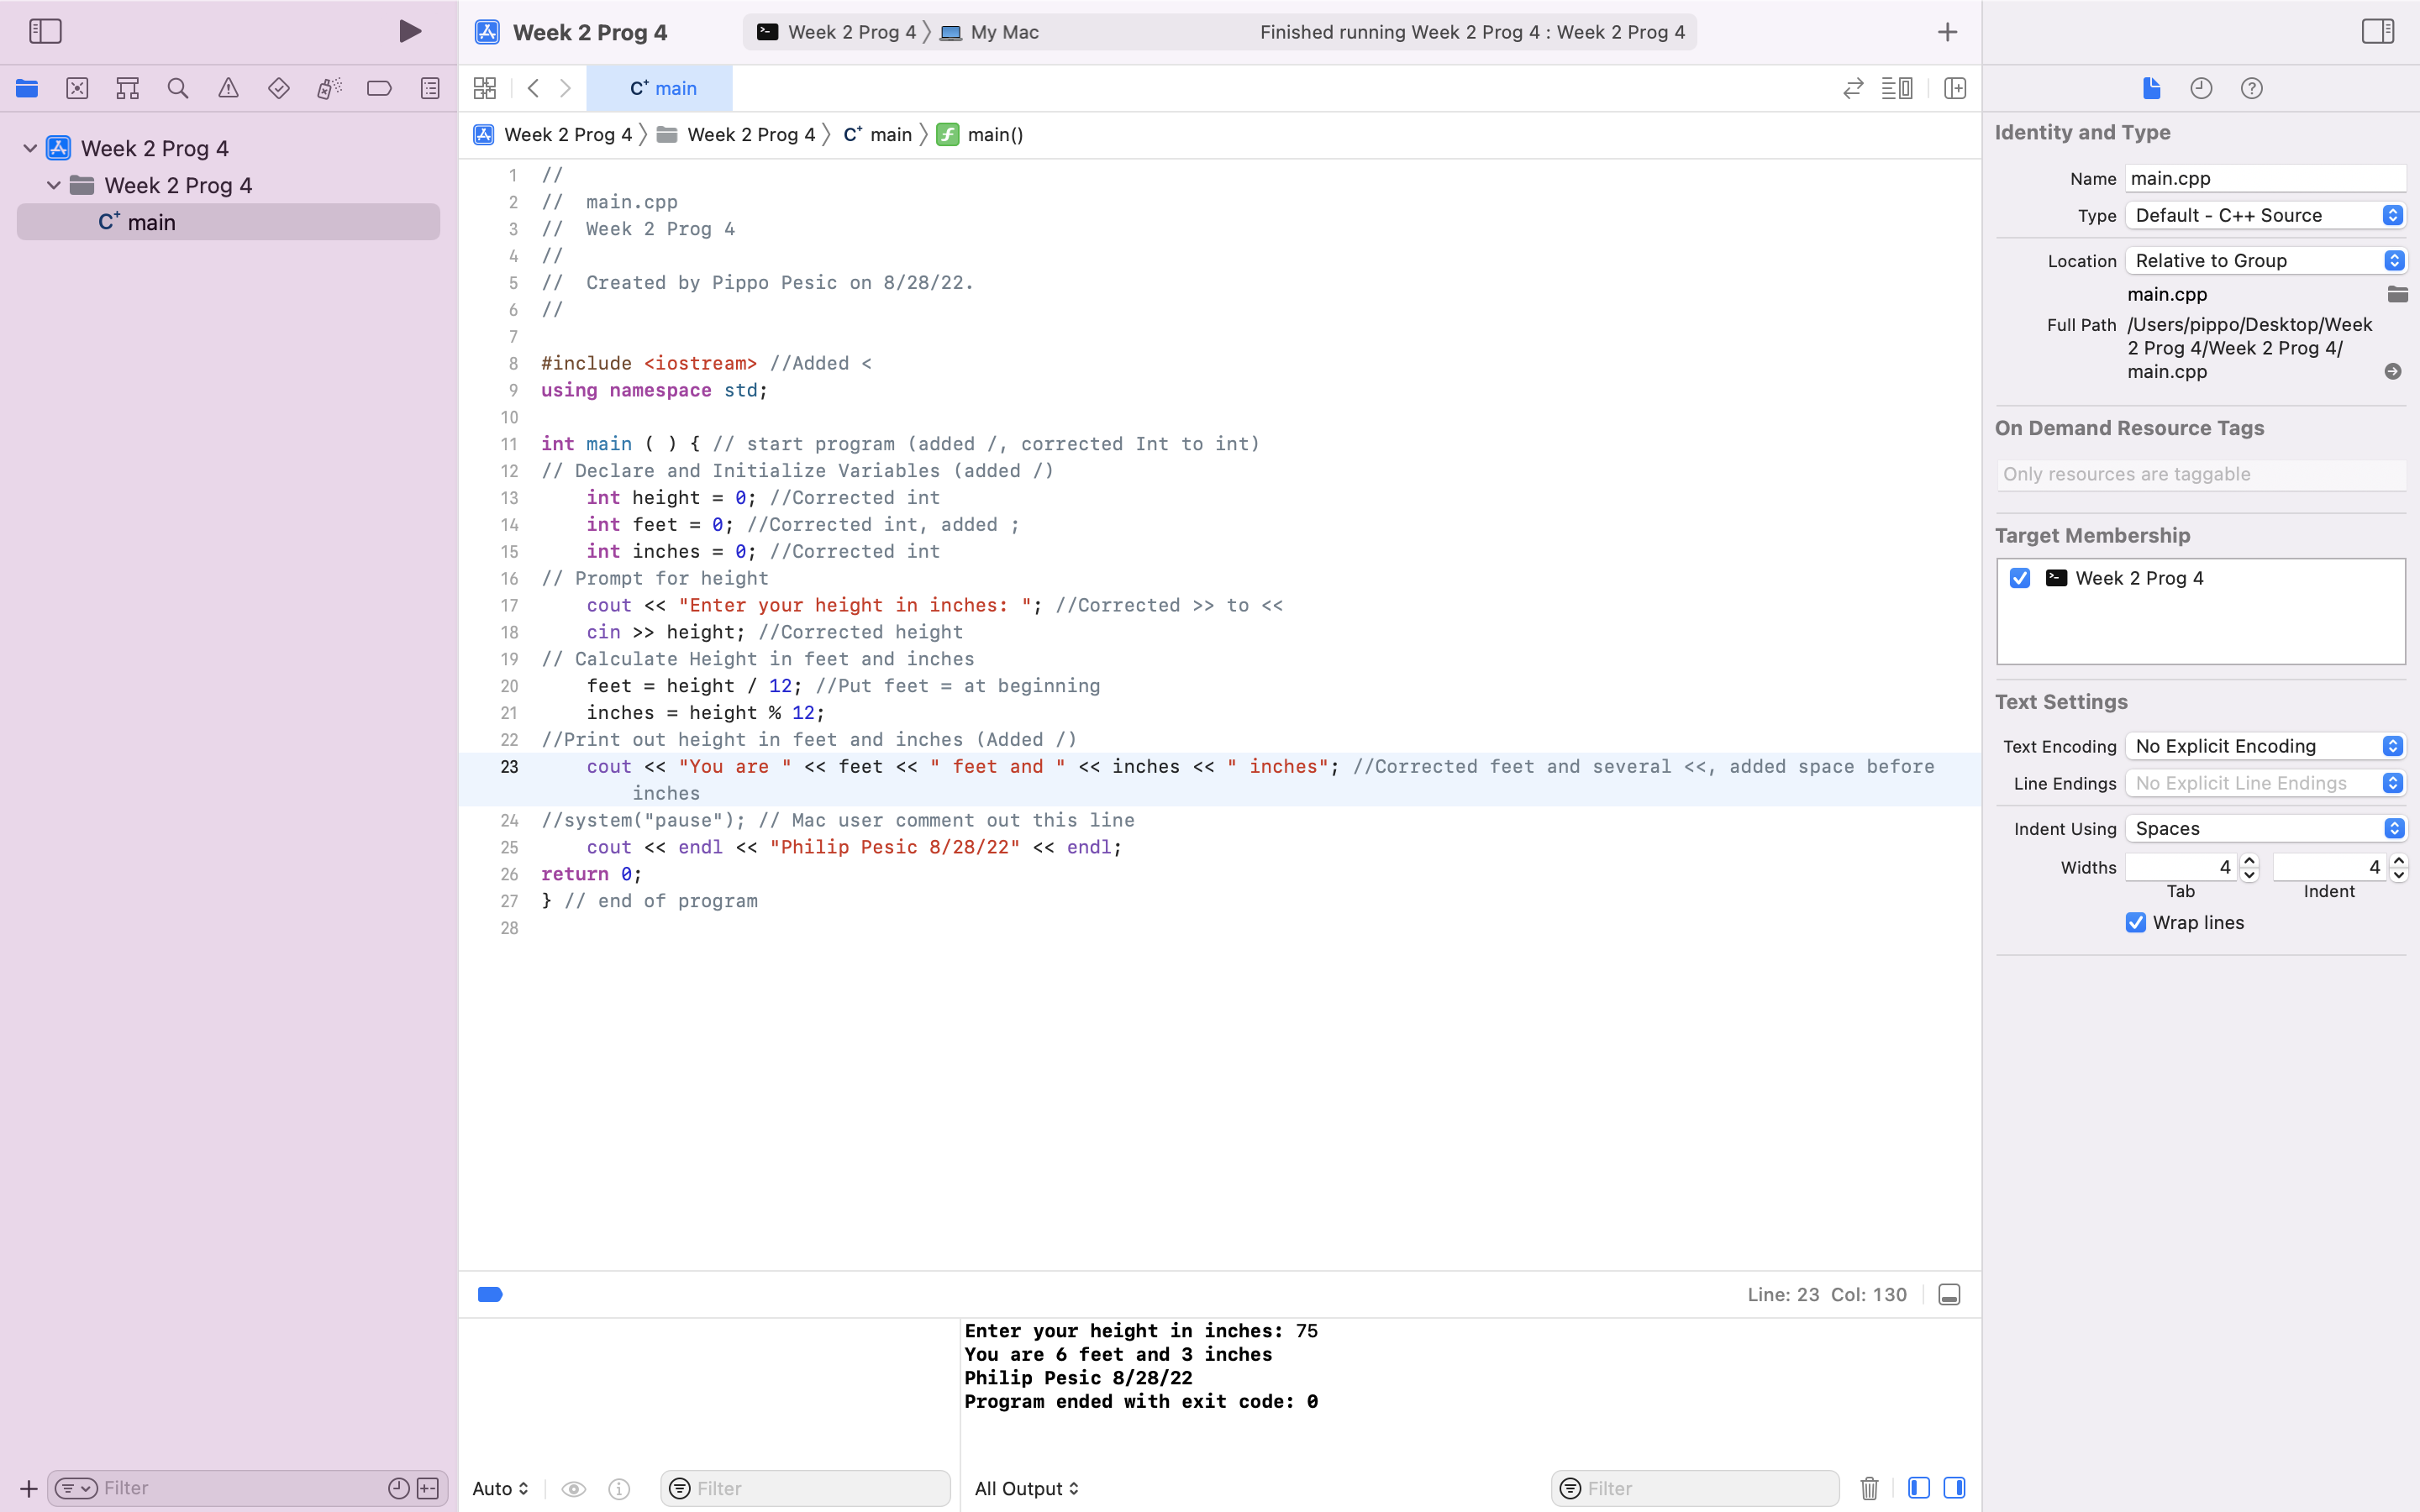 Week 2 Prog 4
Week 2 Prog 4
My Mac
Finished running Week 2 Prog 4 : Week 2 Prog 4
Week 2 Prog 4
Week 2 Prog 4
C+ main
C+ main
Week 2 Prog 4
Week 2 Prog 4
C+ main
main()
1 //
2 //  main.cpp
3 //  Week 2 Prog 4
4 //
5 //  Created by Pippo Pesic on 8/28/22.
6 //
7
8 #include <iostream> //Added <
9 using namespace std;
10
11 int main ( ) { // start program (added /, corrected Int to int)
12 // Declare and Initialize Variables (added /)
13     int height = 0; //Corrected int
14     int feet = 0; //Corrected int, added ;
15     int inches = 0; //Corrected int
16 // Prompt for height
17     cout << "Enter your height in inches: "; //Corrected >> to <<
18     cin >> height; //Corrected height
19 // Calculate Height in feet and inches
20     feet = height / 12; //Put feet = at beginning
21     inches = height % 12;
22 //Print out height in feet and inches (Added /)
23     cout << "You are " << feet << " feet and " << inches << " inches"; //Corrected feet and several <<, added space before
inches
24 //system("pause"); // Mac user comment out this line
25     cout << endl << "Philip Pesic 8/28/22" << endl;
26 return 0;
27 } // end of program
28
Line: 23  Col: 130
Enter your height in inches: 75
You are 6 feet and 3 inches
Philip Pesic 8/28/22
Program ended with exit code: 0
Filter
Auto
Filter
All Output
Filter
Identity and Type
Name main.cpp
Type Default - C++ Source
Location Relative to Group
main.cpp
Full Path /Users/pippo/Desktop/Week
2 Prog 4/Week 2 Prog 4/
main.cpp
On Demand Resource Tags
Only resources are taggable
Target Membership
Week 2 Prog 4
Text Settings
Text Encoding No Explicit Encoding
Line Endings No Explicit Line Endings
Indent Using Spaces
Widths 4 4
Tab Indent
Wrap lines